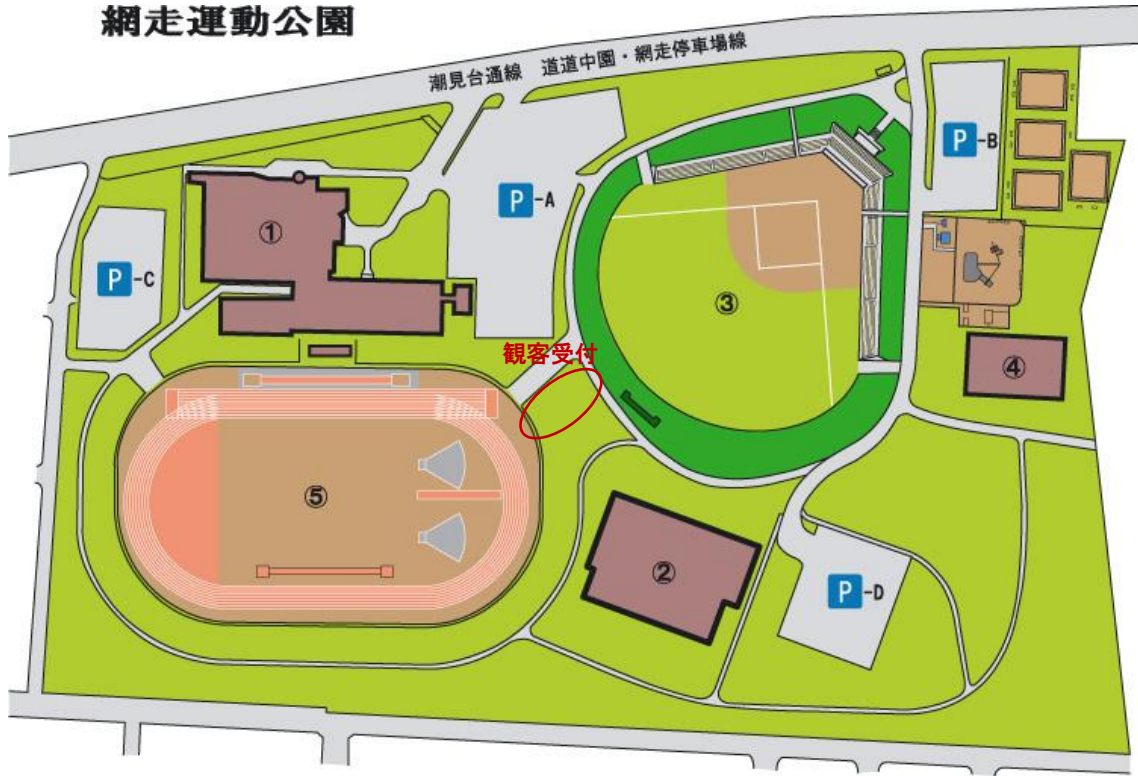 網走運動公園
潮見台通線 道道中園・網走停車場線
P-B
P-A
①
P-C
③
観客受付
④
⑤
②
P-D